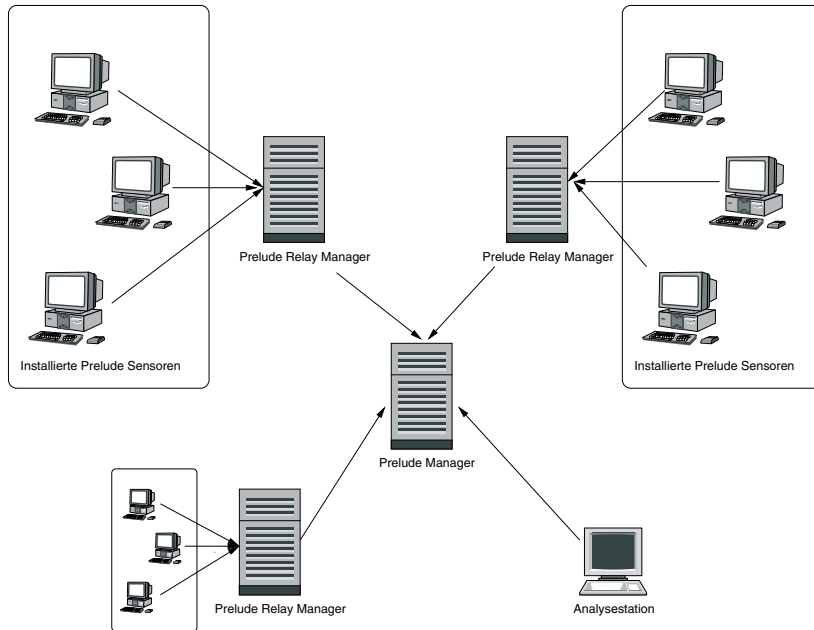 Prelude Relay Manager
Prelude Relay Manager
Installierte Prelude Sensoren
Installierte Prelude Sensoren
Prelude Manager
Prelude Relay Manager
Analysestation